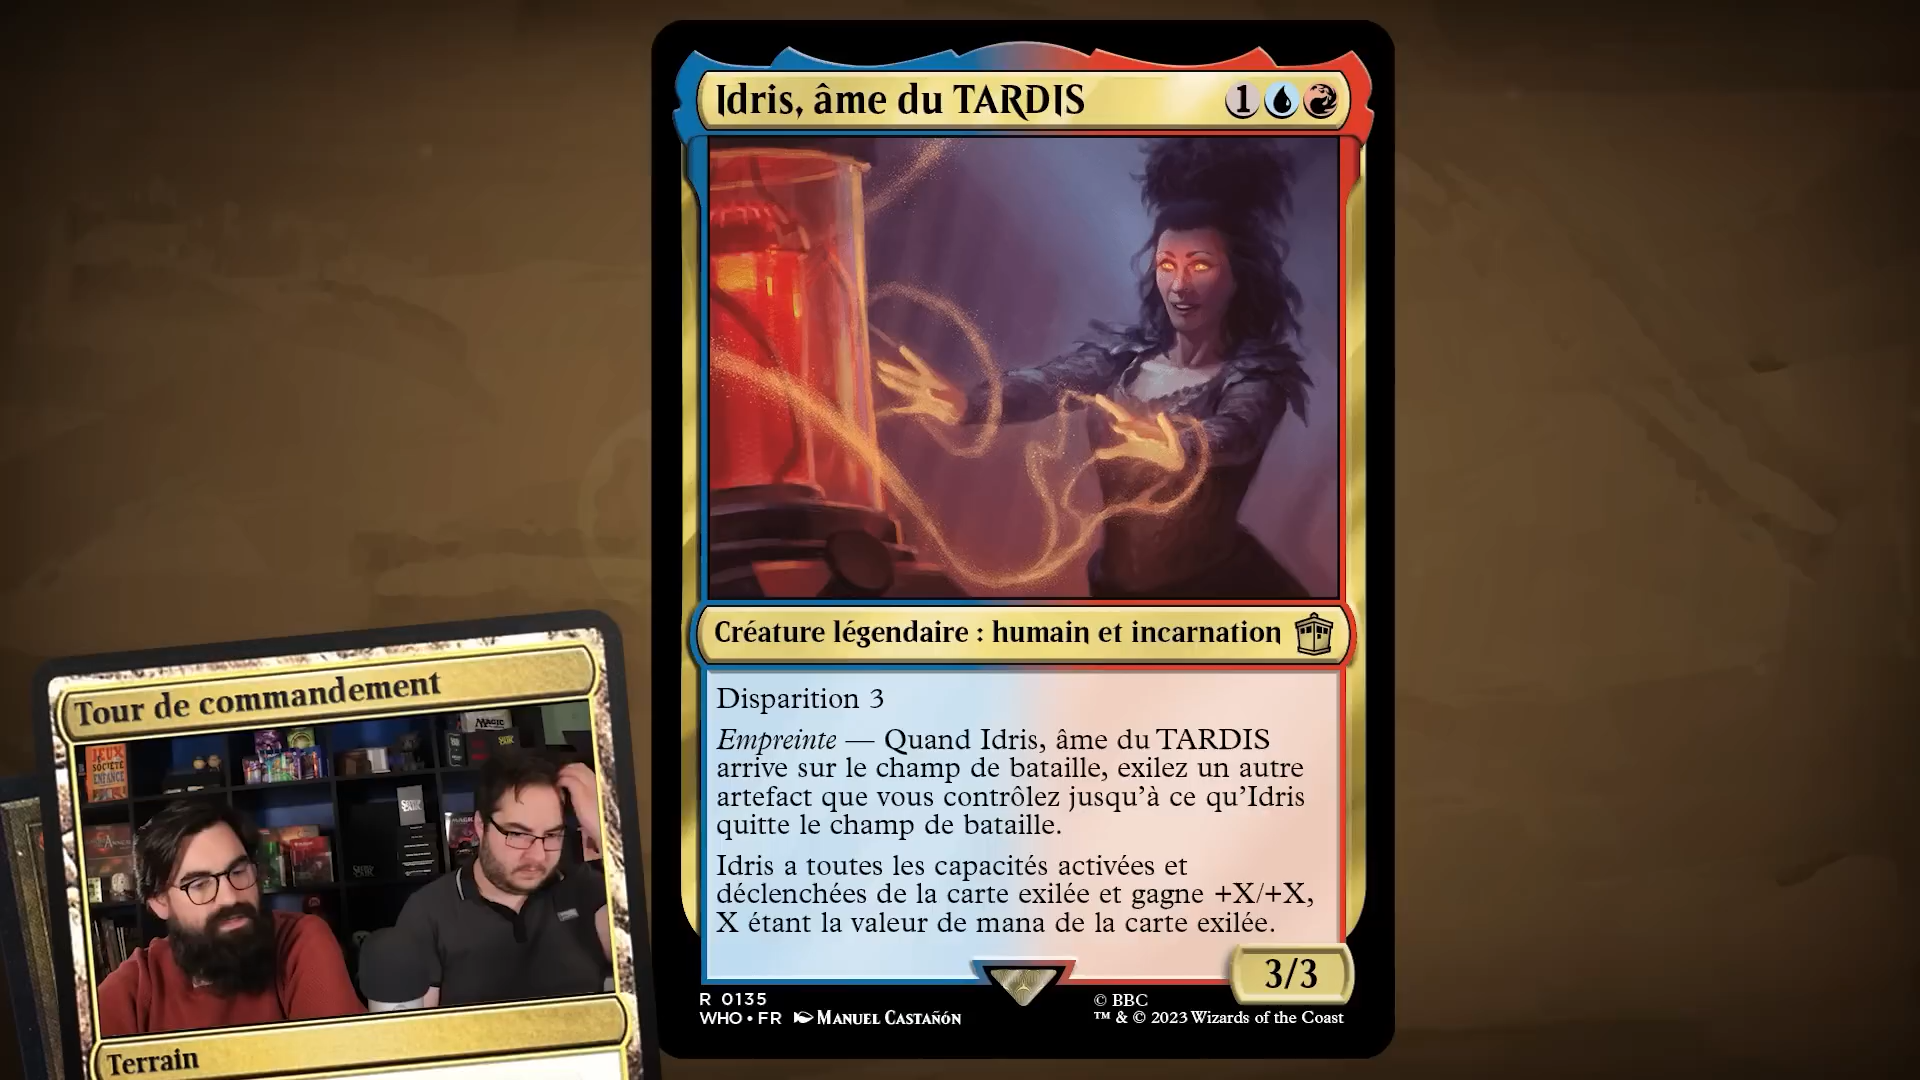 Idris, âme du TARDIS
1
Créature légendaire : humain et incarnation
Disparition 3
Empreinte — Quand Idris, âme du TARDIS
arrive sur le champ de bataille, exilez un autre
artefact que vous contrôlez jusqu'à ce qu'Idris
quitte le champ de bataille.
Idris a toutes les capacités activées et
déclenchées de la carte exilée et gagne +X/+X,
X étant la valeur de mana de la carte exilée.
3/3
R 0135
WHO • FR Manuel Castañón
© BBC
™ & © 2023 Wizards of the Coast
Tour de commandement
JEUX
SOCIÉTÉ
ENFANCE
MAGIC
Terrain